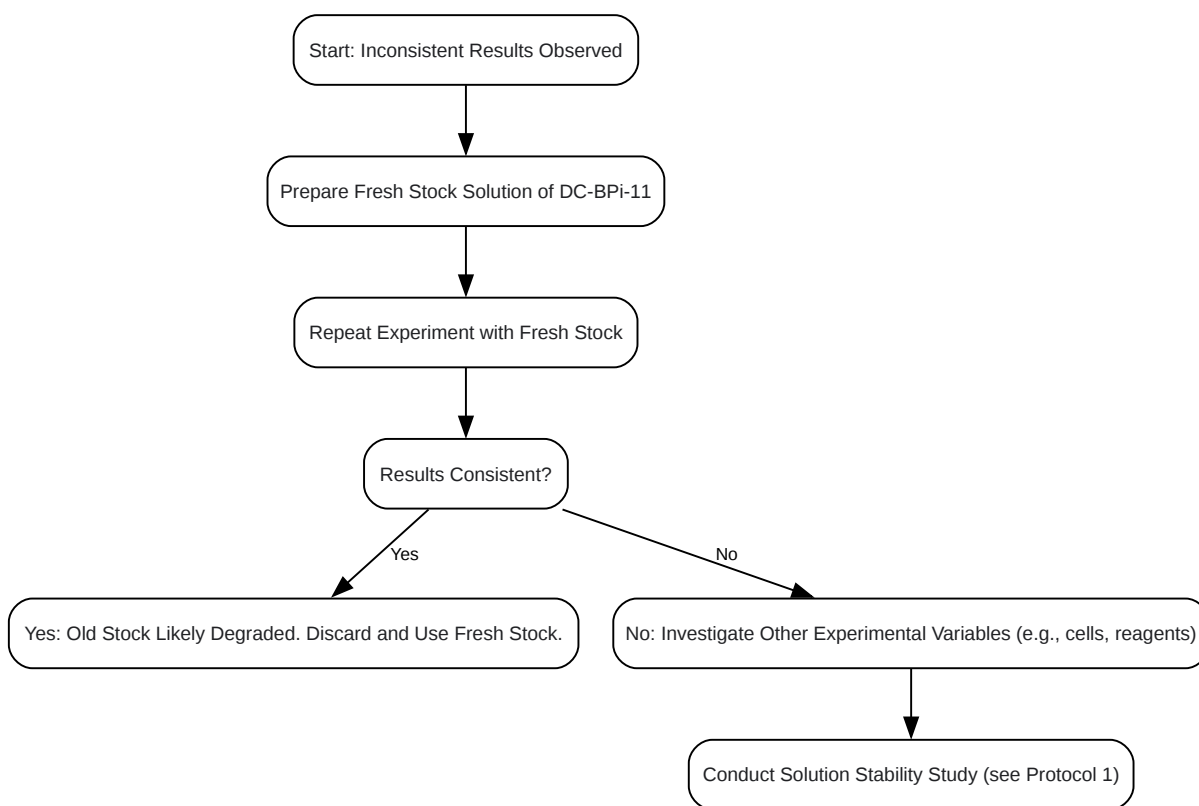 Start: Inconsistent Results Observed
Prepare Fresh Stock Solution of DC-BPi-11
Repeat Experiment with Fresh Stock
Results Consistent?
Yes
No
Yes: Old Stock Likely Degraded. Discard and Use Fresh Stock.
No: Investigate Other Experimental Variables (e.g., cells, reagents)
Conduct Solution Stability Study (see Protocol 1)